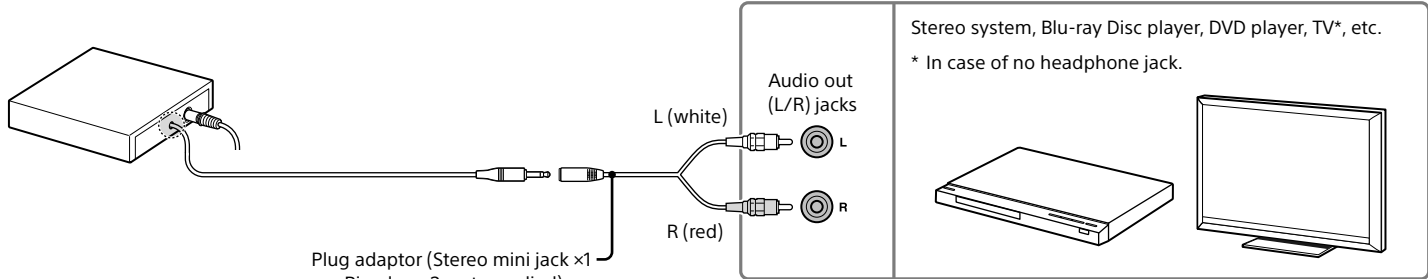 Stereo system, Blu-ray Disc player, DVD player, TV*, etc.
* In case of no headphone jack.
Audio out
(L/R) jacks
L (white)
L
R
R (red)
Plug adaptor (Stereo mini jack ×1